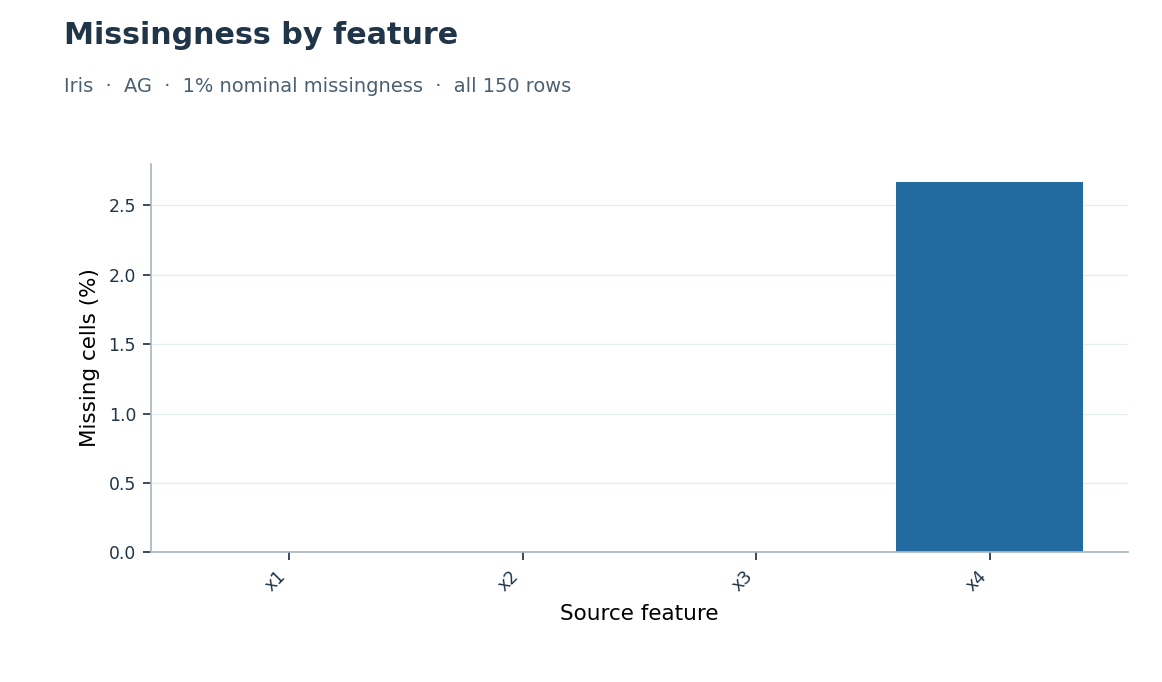 Missingness by feature
Iris · AG · 1% nominal missingness · all 150 rows
Missing cells (%)
2.5
2.0
1.5
1.0
0.5
0.0
x1 x2 x3 x4
Source feature